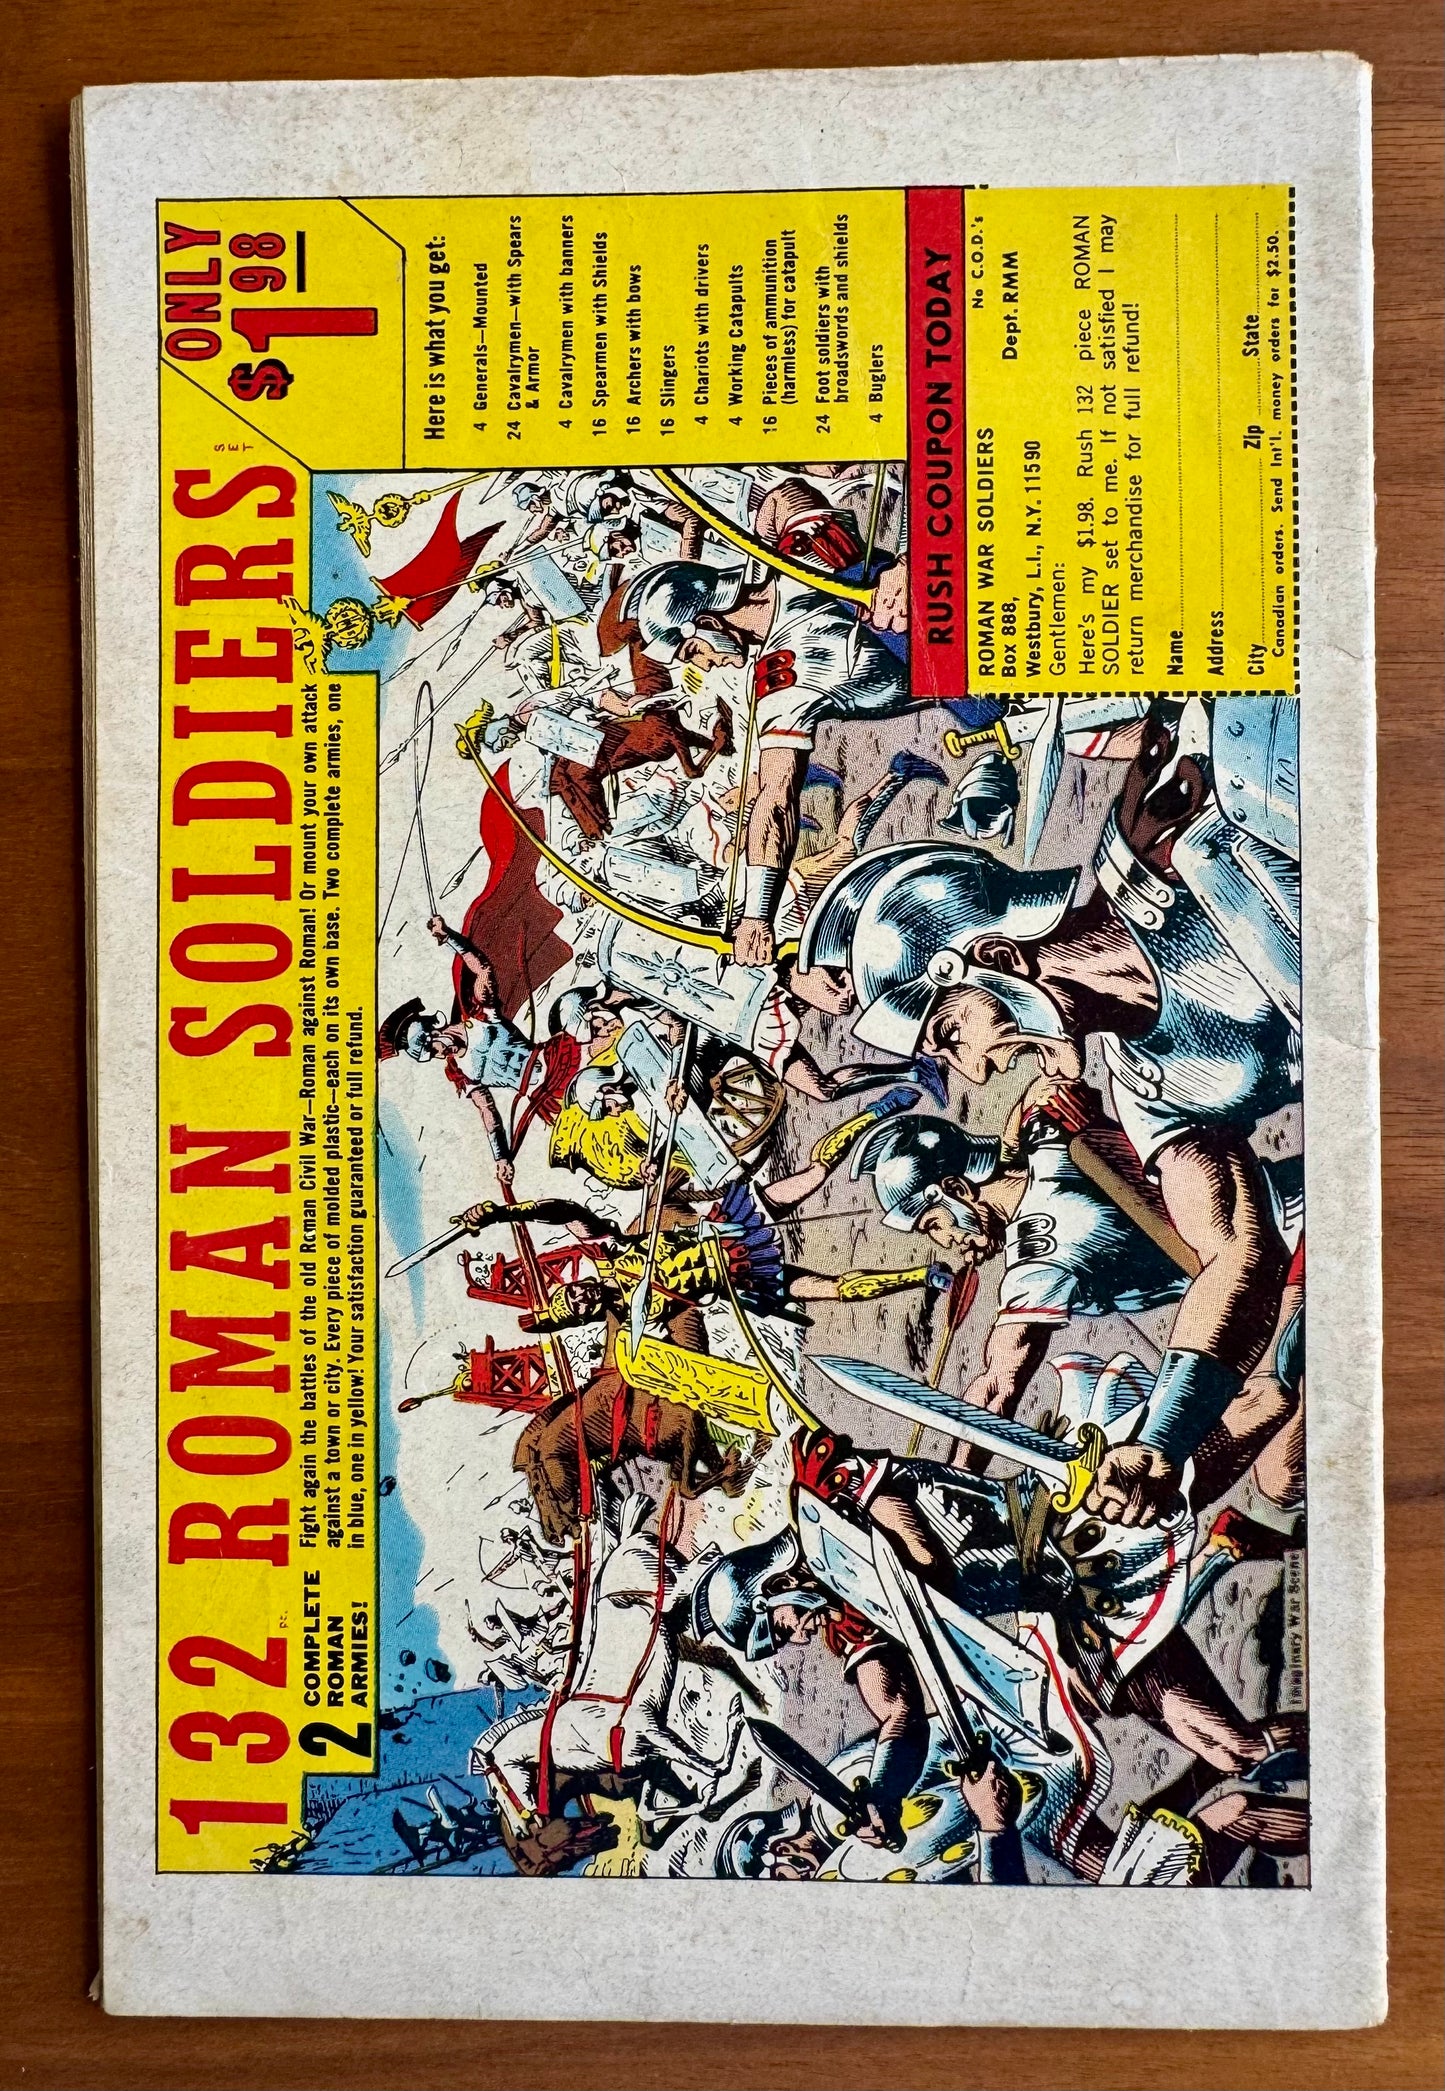 132 PC. ROMAN SOLDIERS SET
ONLY
$1.98
2 COMPLETE
ROMAN
ARMIES!
Fight again the battles of the old Roman Civil War—Roman against Roman! Or mount your own attack
against a town or city. Every piece of molded plastic—each on its own base. Two complete armies, one
in blue, one in yellow! Your satisfaction guaranteed or full refund.
Here is what you get:
4 Generals—Mounted
24 Cavalrymen—with Spears
& Armor
4 Cavalrymen with banners
16 Spearmen with Shields
16 Archers with bows
16 Slingers
4 Chariots with drivers
4 Working Catapults
16 Pieces of ammunition
(harmless) for catapult
24 Foot soldiers with
broadswords and shields
4 Buglers
RUSH COUPON TODAY
No C.O.D.'s
ROMAN WAR SOLDIERS
Box 888, Dept. RMM
Westbury, L.I., N.Y. 11590
Gentlemen:
Here's my $1.98. Rush 132 piece ROMAN
SOLDIER set to me. If not satisfied I may
return merchandise for full refund!
Name
Address
City Zip State
Canadian orders. Send Int'l. money orders for $2.50.
Imaginary War Scene